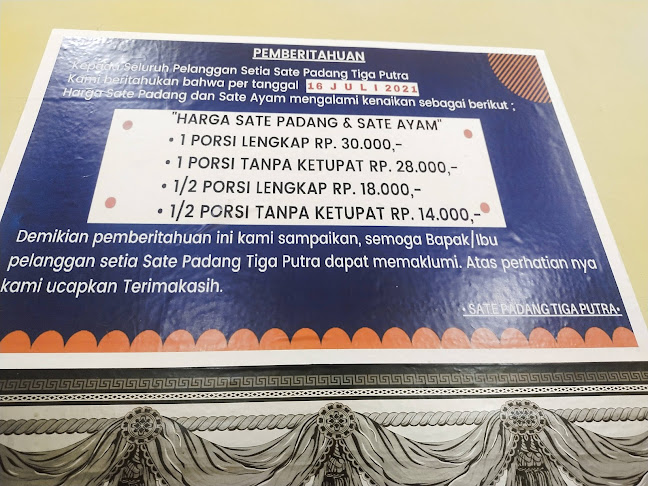 PEMBERITAHUAN
Kepada Seluruh Pelanggan Setia Sate Padang Tiga Putra
Kami beritahukan bahwa per tanggal 16 JULI 2021
Harga Sate Padang dan Sate Ayam mengalami kenaikan sebagai berikut ;
"HARGA SATE PADANG & SATE AYAM"
• 1 PORSI LENGKAP RP. 30.000,-
• 1 PORSI TANPA KETUPAT RP. 28.000,-
• 1/2 PORSI LENGKAP RP. 18.000,-
• 1/2 PORSI TANPA KETUPAT RP. 14.000,-
Demikian pemberitahuan ini kami sampaikan, semoga Bapak/Ibu
pelanggan setia Sate Padang Tiga Putra dapat memaklumi. Atas perhatian nya
kami ucapkan Terimakasih.
• SATE PADANG TIGA PUTRA•